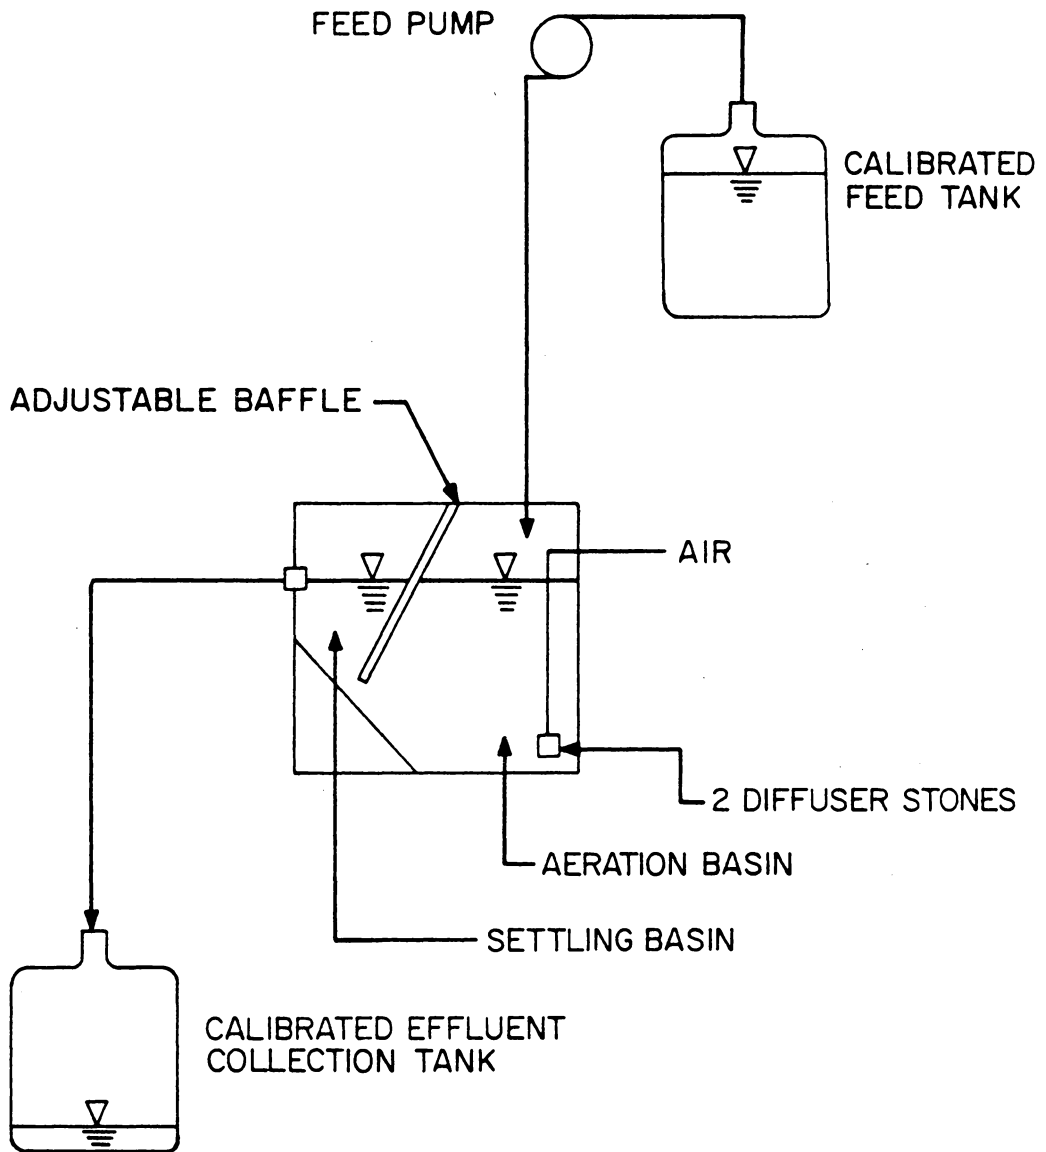 FEED PUMP
CALIBRATED
FEED TANK
ADJUSTABLE BAFFLE
AIR
2 DIFFUSER STONES
AERATION BASIN
SETTLING BASIN
CALIBRATED EFFLUENT
COLLECTION TANK